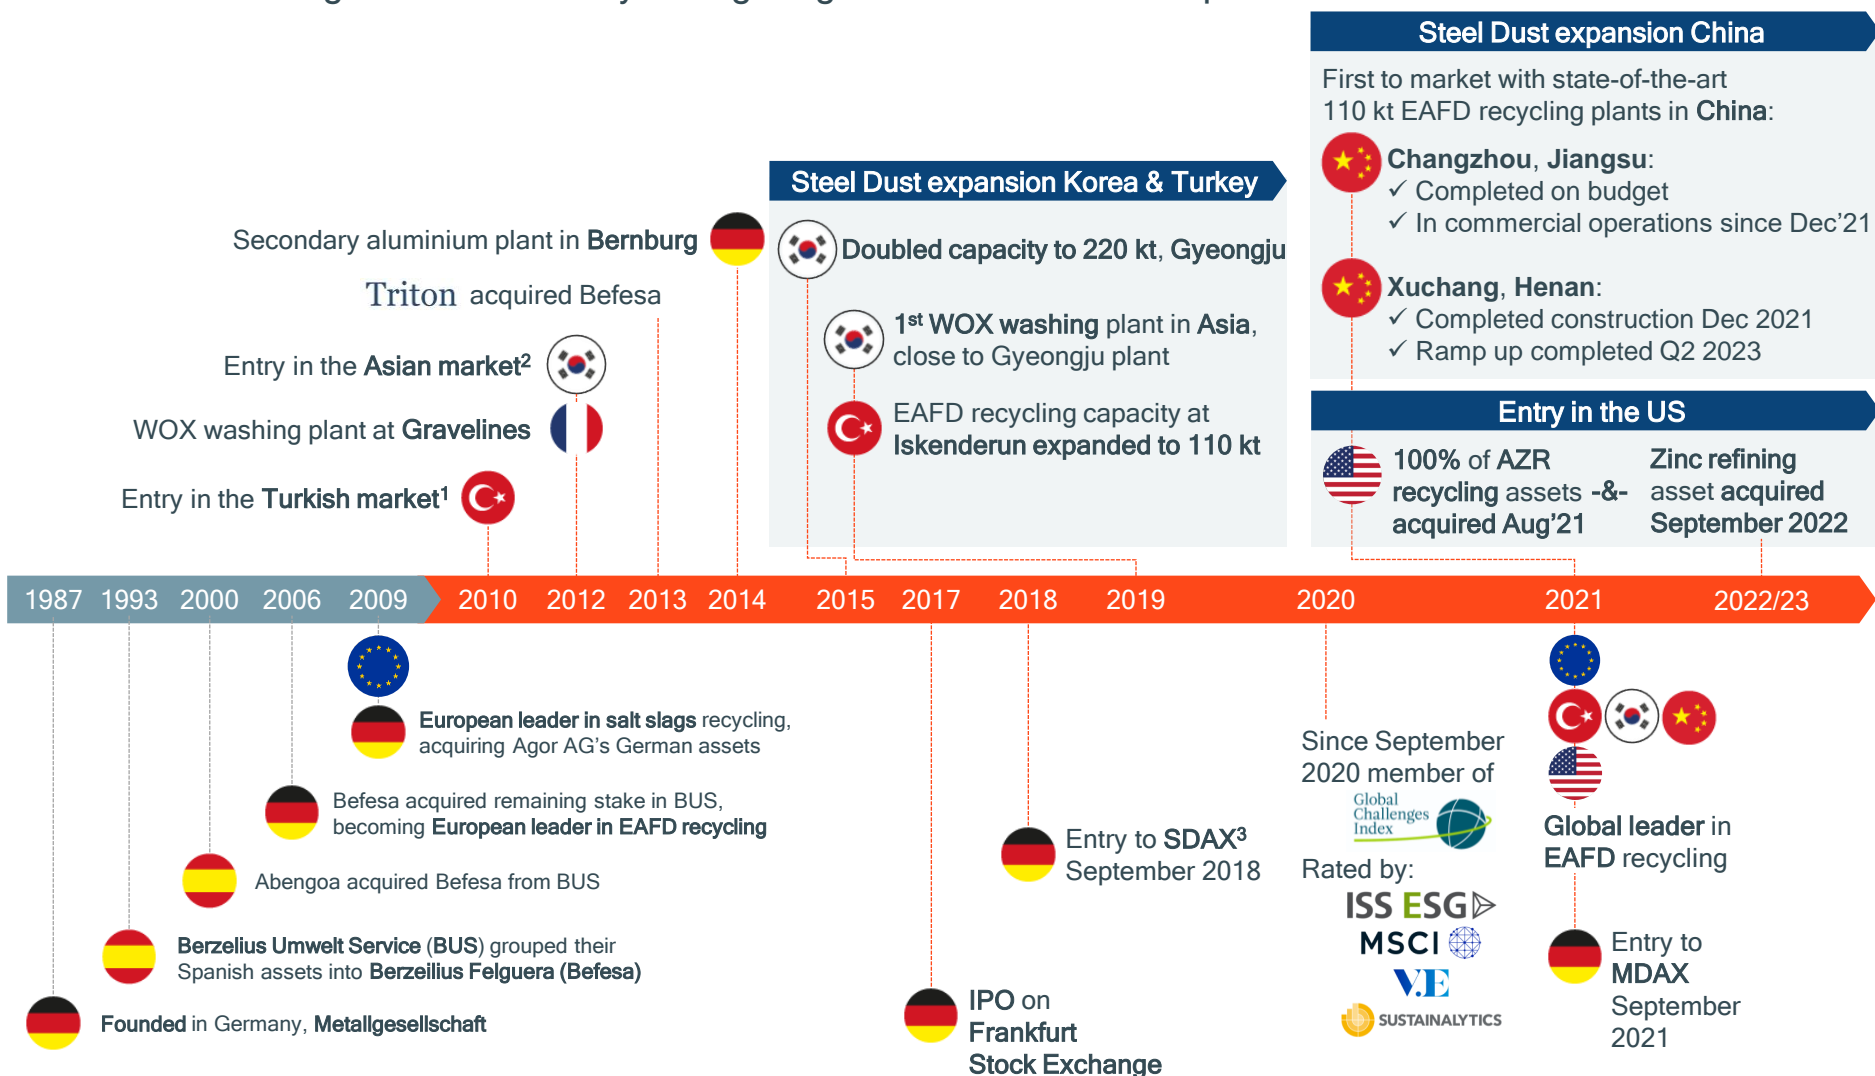 Steel Dust expansion China
First to market with state-of-the-art
110 kt EAFD recycling plants in China:
Changzhou, Jiangsu:
✓ Completed on budget
✓ In commercial operations since Dec'21
Xuchang, Henan:
✓ Completed construction Dec 2021
✓ Ramp up completed Q2 2023
Steel Dust expansion Korea & Turkey
Doubled capacity to 220 kt, Gyeongju
1st WOX washing plant in Asia,
close to Gyeongju plant
EAFD recycling capacity at
Iskenderun expanded to 110 kt
Entry in the US
100% of AZR
recycling assets -&-
acquired Aug'21
Zinc refining
asset acquired
September 2022
Secondary aluminium plant in Bernburg
Triton acquired Befesa
Entry in the Asian market2
WOX washing plant at Gravelines
Entry in the Turkish market1
1987 1993 2000 2006 2009 2010 2012 2013 2014 2015 2017 2018 2019 2020 2021 2022/23
European leader in salt slags recycling,
acquiring Agor AG's German assets
Befesa acquired remaining stake in BUS,
becoming European leader in EAFD recycling
Abengoa acquired Befesa from BUS
Berzelius Umwelt Service (BUS) grouped their
Spanish assets into Berzeilius Felguera (Befesa)
Founded in Germany, Metallgesellschaft
IPO on
Frankfurt
Stock Exchange
Entry to SDAX3
September 2018
Since September
2020 member of
Global
Challenges
Index
Rated by:
ISS ESG
MSCI
V.E
SUSTAINALYTICS
Global leader in
EAFD recycling
Entry to
MDAX
September
2021